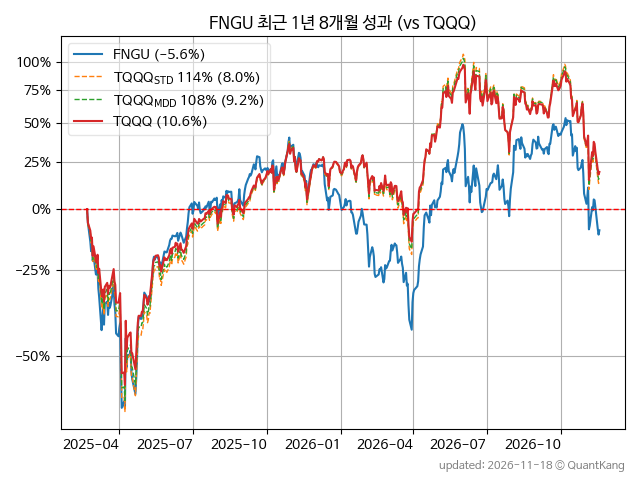 FNGU 최근 1년 8개월 성과 (vs TQQQ)
FNGU (−5.6%)
TQQQSTD 114% (8.0%)
TQQQMDD 108% (9.2%)
TQQQ (10.6%)
100%
75%
50%
25%
0%
−25%
−50%
2025-04 2025-07 2025-10 2026-01 2026-04 2026-07 2026-10
updated: 2026-11-18 © QuantKang